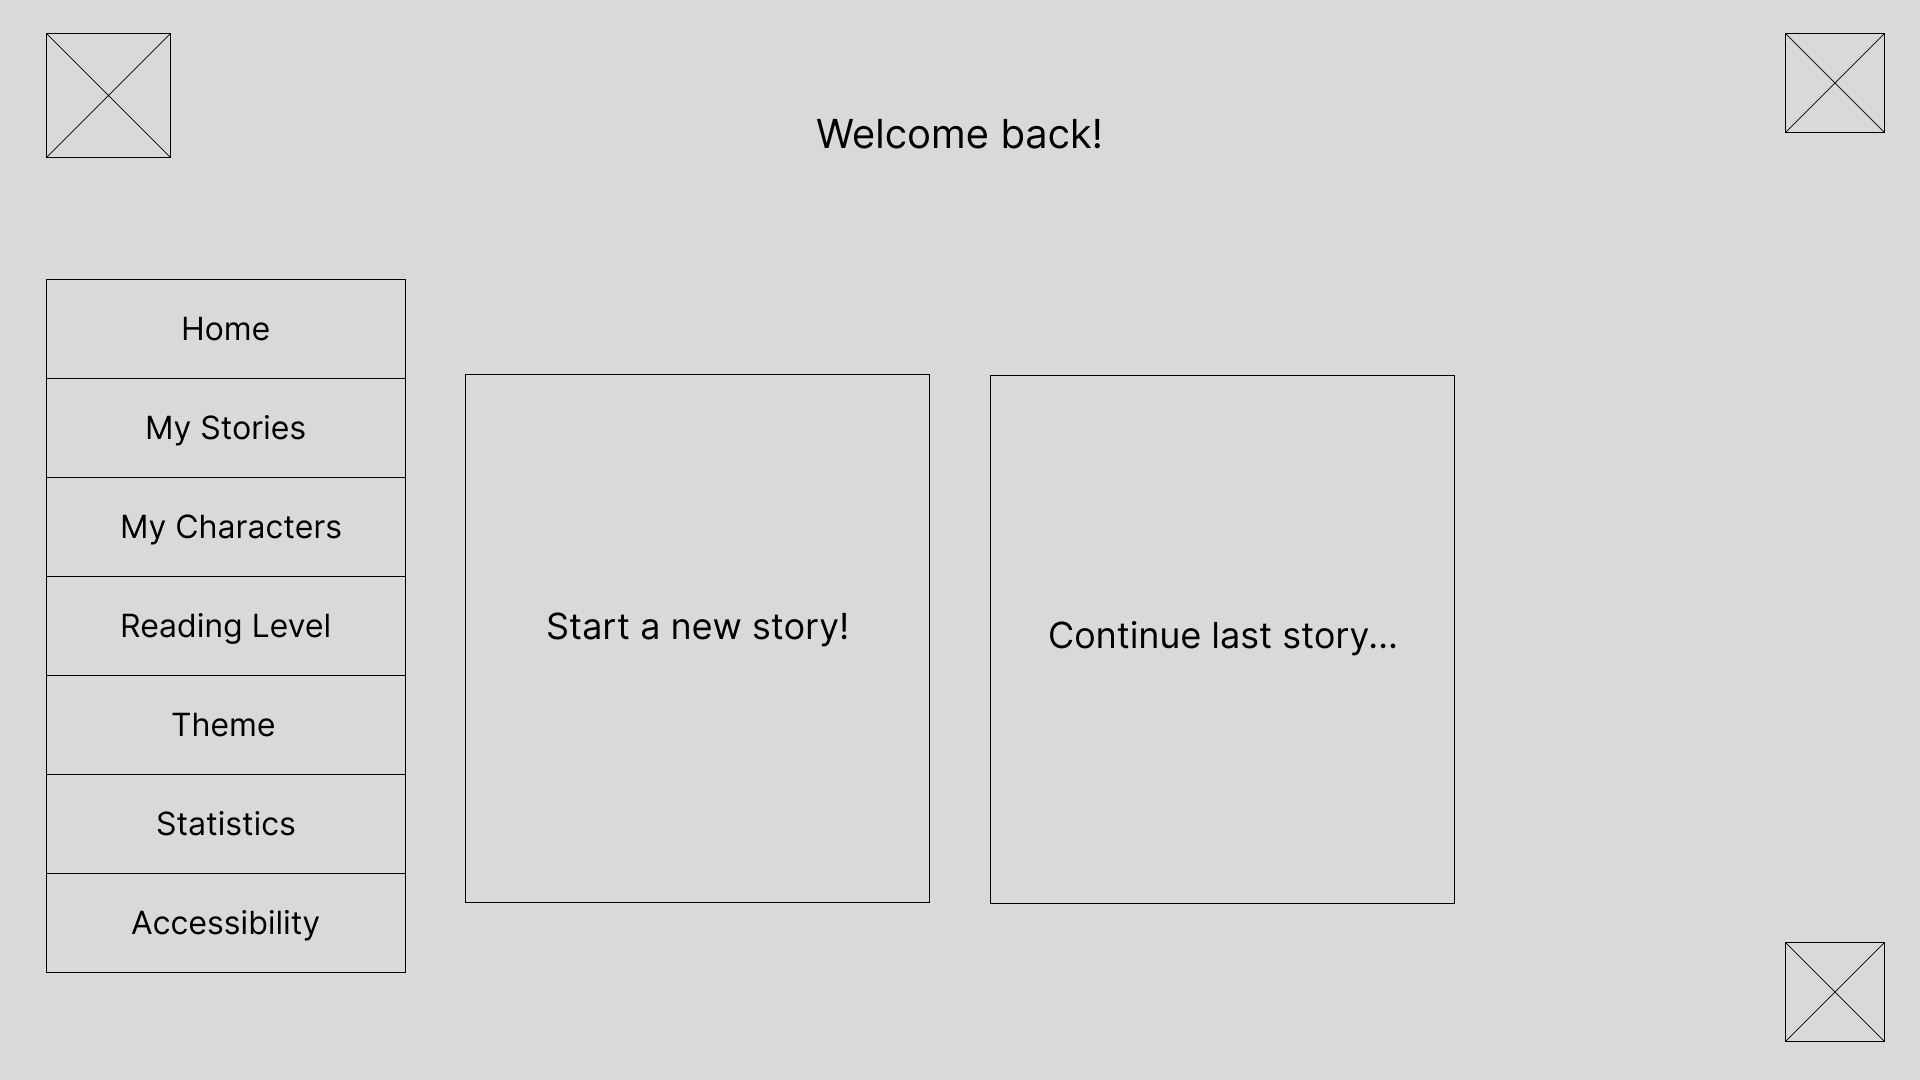 Welcome back!
Home
My Stories
My Characters
Reading Level
Theme
Statistics
Accessibility
Start a new story!
Continue last story...